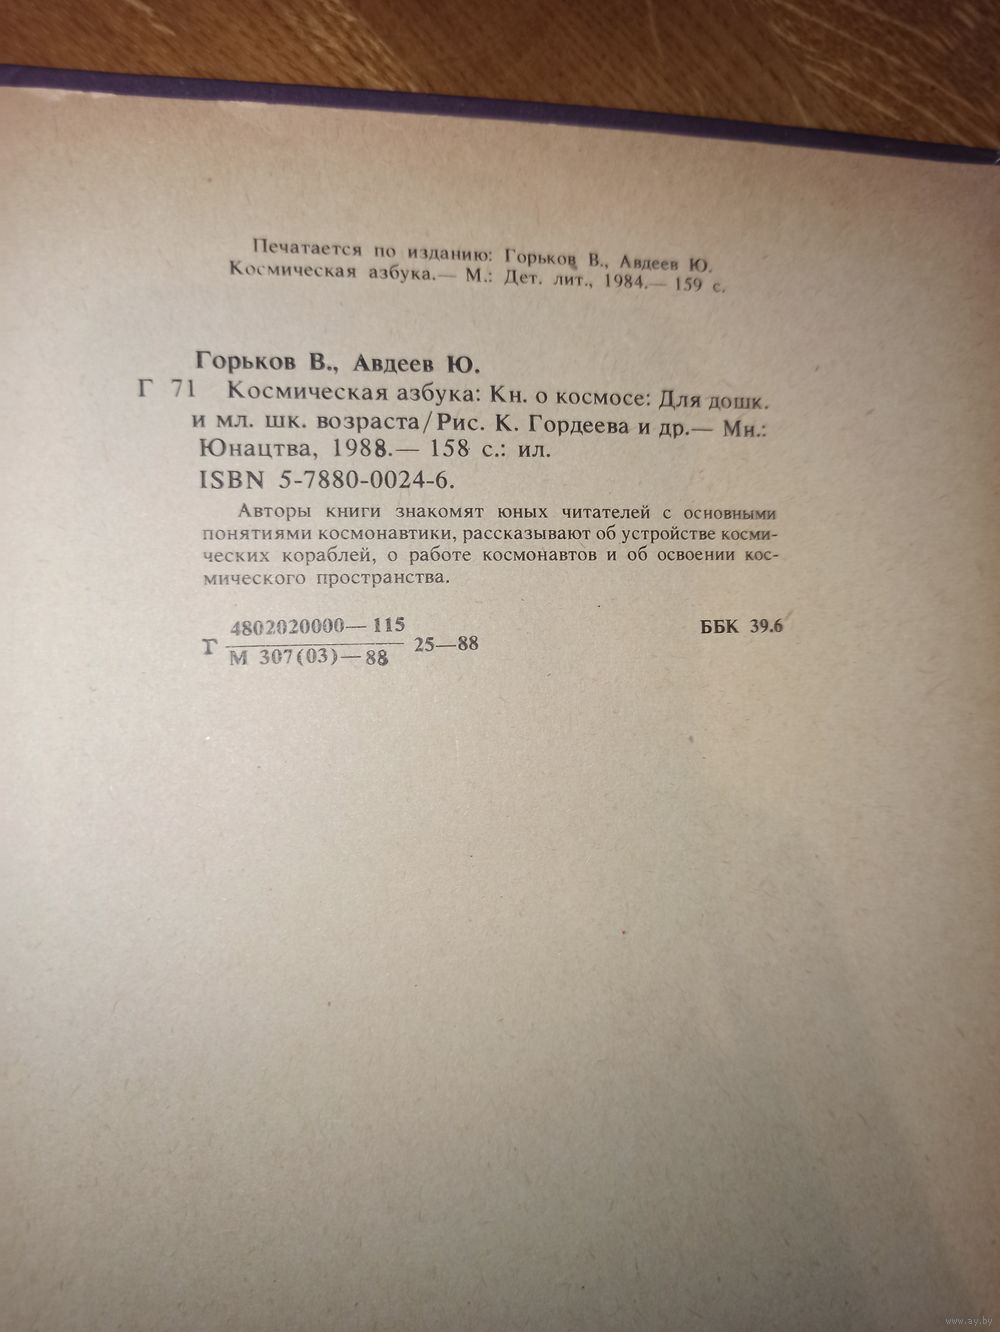 Печатается по изданию: Горьков В., Авдеев Ю.
Космическая азбука.— М.: Дет. лит., 1984.— 159 с.
Горьков В., Авдеев Ю.
Г 71 Космическая азбука: Кн. о космосе: Для дошк.
и мл. шк. возраста/Рис. К. Гордеева и др.— Мн.:
Юнацтва, 1988.— 158 с.: ил.
ISBN 5-7880-0024-6.
Авторы книги знакомят юных читателей с основными
понятиями космонавтики, рассказывают об устройстве косми-
ческих кораблей, о работе космонавтов и об освоении кос-
мического пространства.
4802020000—115
Г 25—88
М 307(03)—88
ББК 39.6
www.ay.by